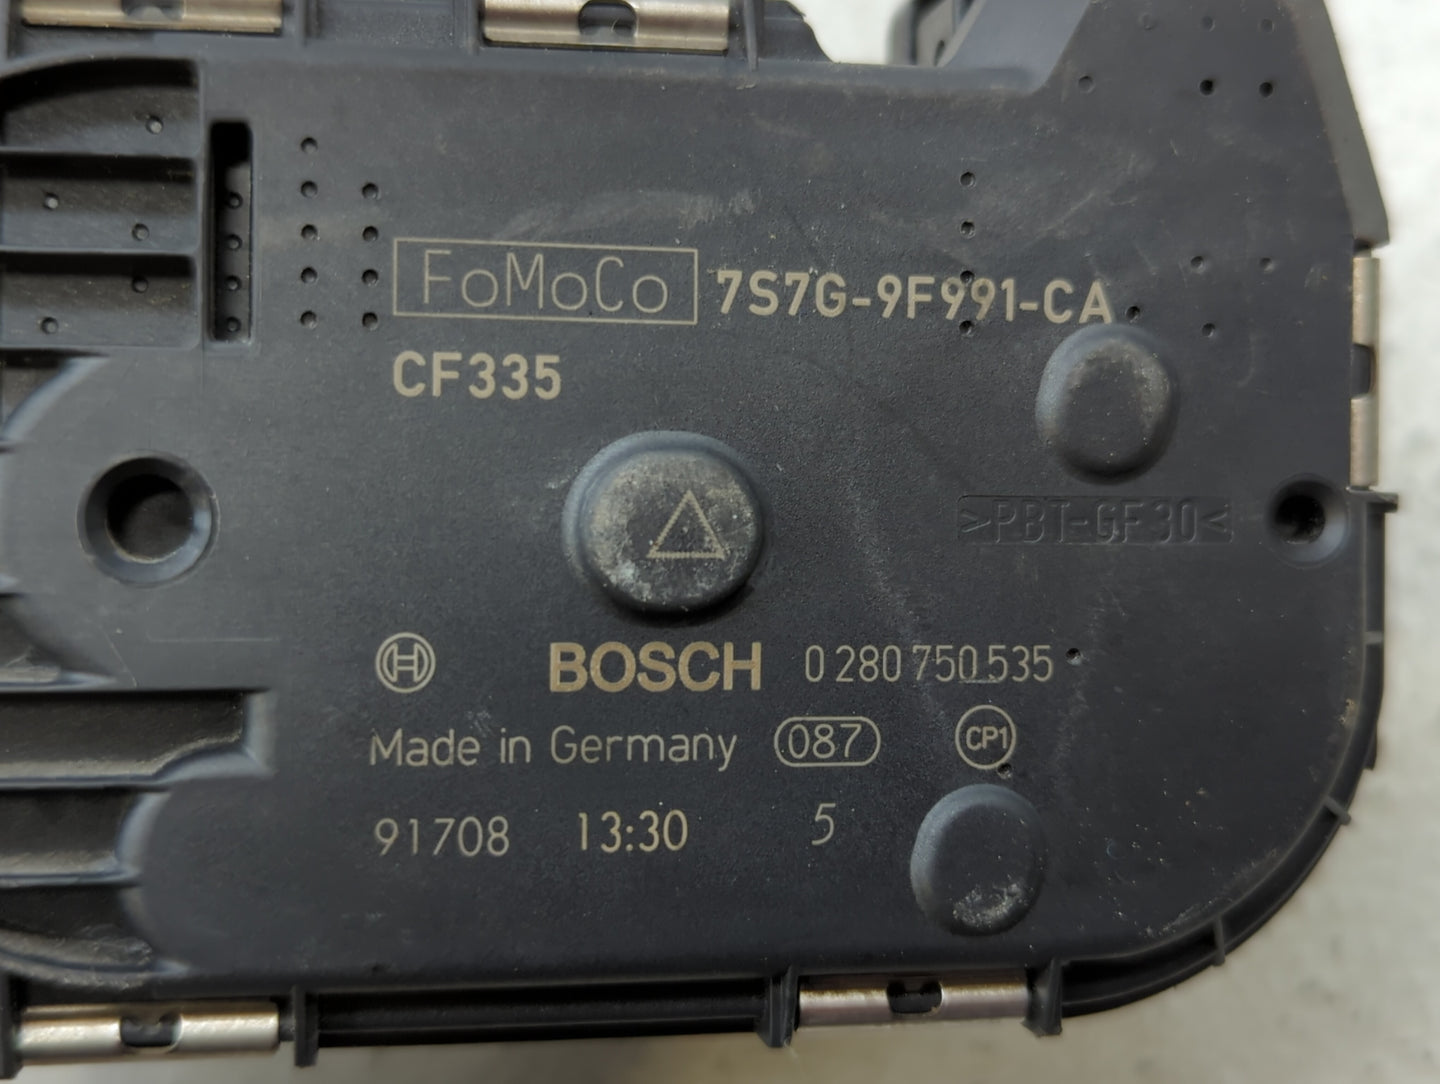 FoMoCo 7S7G-9F991-CA
CF335
>PBT-GF30<
BOSCH 0 280 750 535
Made in Germany 087 CP1
91708 13:30 5